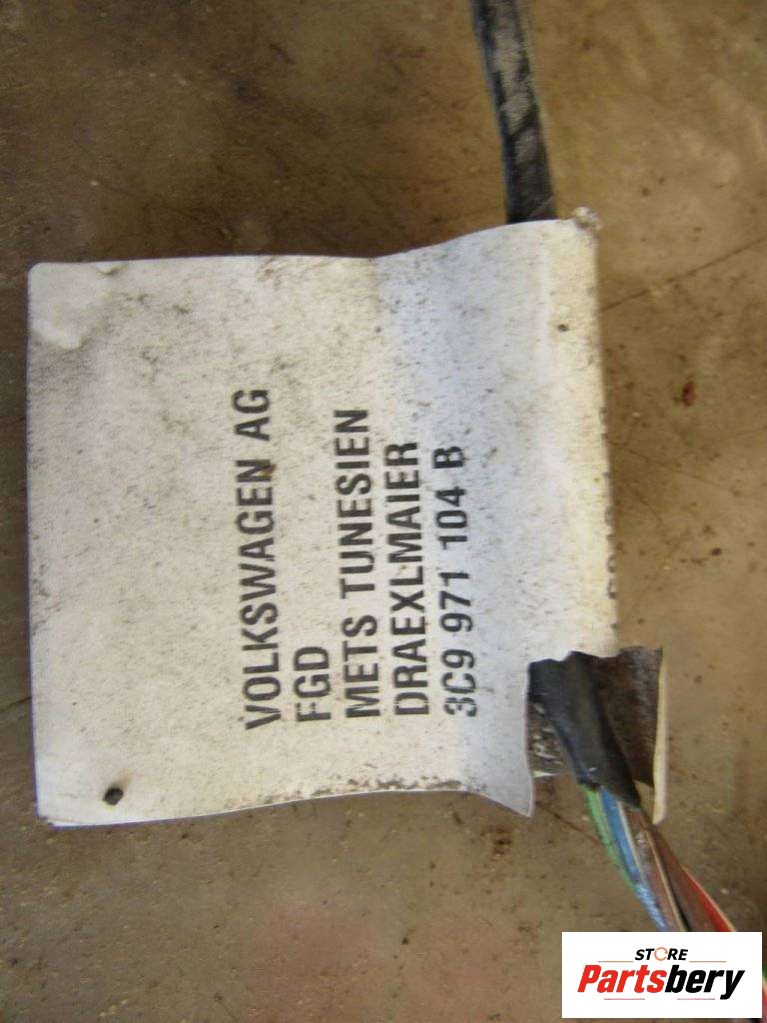 VOLKSWAGEN AG
FGD
METS TUNESIEN
DRAEXLMAIER
3C9 971 104 B
STORE
Partsbery